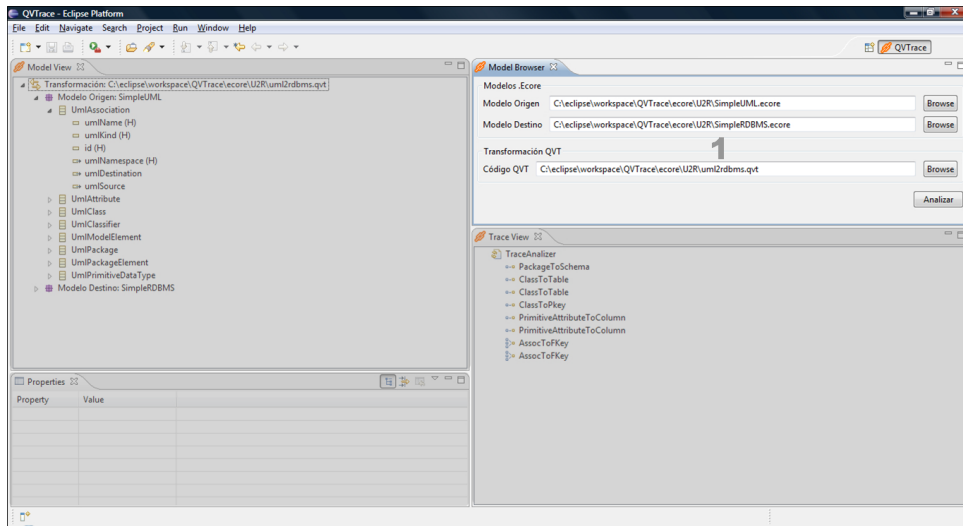 QVTrace - Eclipse Platform
File Edit Navigate Search Project Run Window Help
QVTrace
Model View
Transformación: C:\eclipse\workspace\QVTrace\ecore\U2R\uml2rdbms.qvt
Modelo Origen: SimpleUML
UmlAssociation
umlName (H)
umlKind (H)
id (H)
umlNamespace (H)
umlDestination
umlSource
UmlAttribute
UmlClass
UmlClassifier
UmlModelElement
UmlPackage
UmlPackageElement
UmlPrimitiveDataType
Modelo Destino: SimpleRDBMS
Model Browser
Modelos .Ecore
Modelo Origen C:\eclipse\workspace\QVTrace\ecore\U2R\SimpleUML.ecore Browse
Modelo Destino C:\eclipse\workspace\QVTrace\ecore\U2R\SimpleRDBMS.ecore Browse
1
Transformación QVT
Código QVT C:\eclipse\workspace\QVTrace\ecore\U2R\uml2rdbms.qvt Browse
Analizar
Trace View
TraceAnalizer
PackageToSchema
ClassToTable
ClassToTable
ClassToPkey
PrimitiveAttributeToColumn
PrimitiveAttributeToColumn
AssocToFKey
AssocToFKey
Properties
Property Value